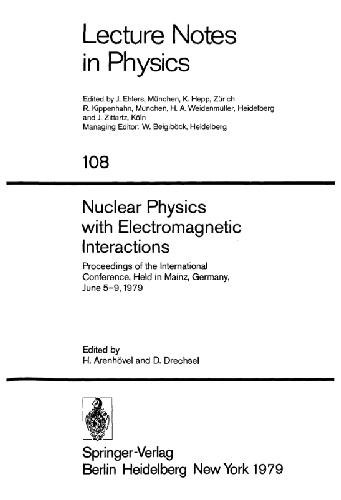 Lecture Notes
in Physics
Edited by J. Ehlers, München, K. Hepp, Zürich
R. Kippenhahn, München, H. A. Weidenmüller, Heidelberg
and J. Zittartz, Köln
Managing Editor: W. Beiglböck, Heidelberg
108
Nuclear Physics
with Electromagnetic
Interactions
Proceedings of the International
Conference, Held in Mainz, Germany,
June 5–9, 1979
Edited by
H. Arenhövel and D. Drechsel
Springer-Verlag
Berlin Heidelberg New York 1979